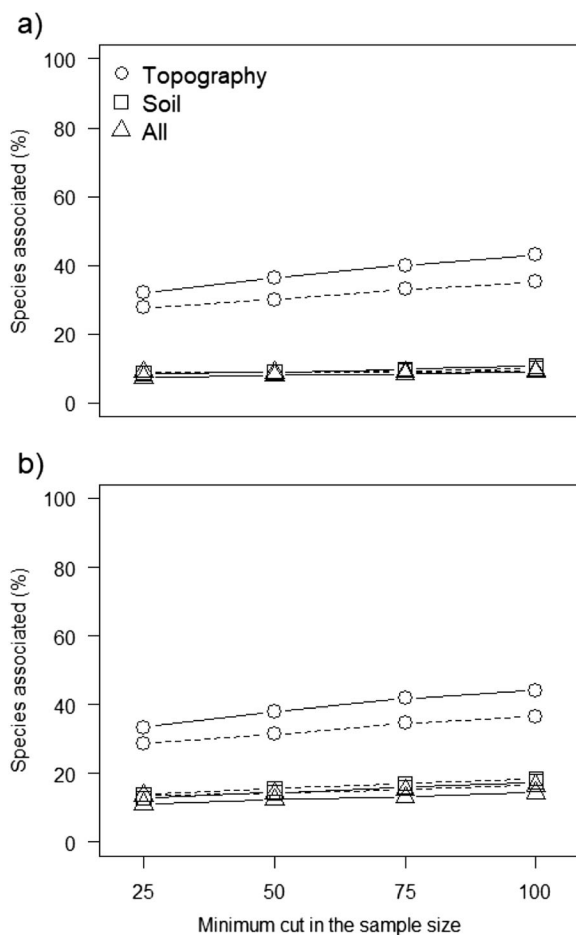 a)
100
80
60
40
20
0
Species associated (%)
Topography
Soil
All
b)
100
80
60
40
20
0
Species associated (%)
25 50 75 100
Minimum cut in the sample size